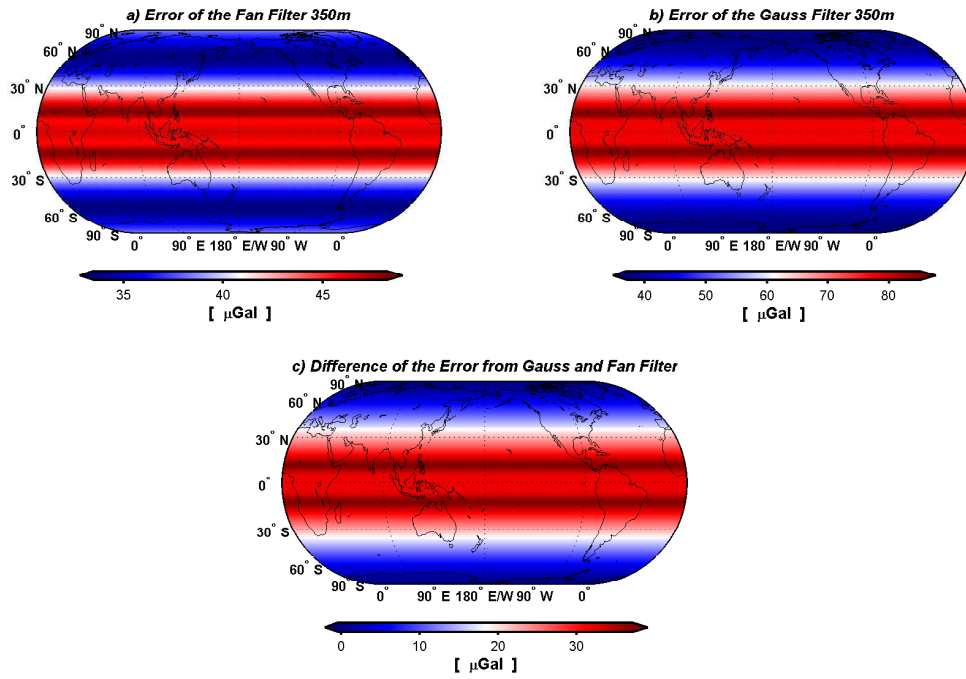 a) Error of the Fan Filter 350m
90° N
60° N
30° N
0°
30° S
60° S
90° S
0° 90° E 180° E/W 90° W 0°
35 40 45
[ μGal ]
b) Error of the Gauss Filter 350m
90° N
60° N
30° N
0°
30° S
60° S
90° S
0° 90° E 180° E/W 90° W 0°
40 50 60 70 80
[ μGal ]
c) Difference of the Error from Gauss and Fan Filter
90° N
60° N
30° N
0°
30° S
60° S
90° S
0° 90° E 180° E/W 90° W 0°
0 10 20 30
[ μGal ]